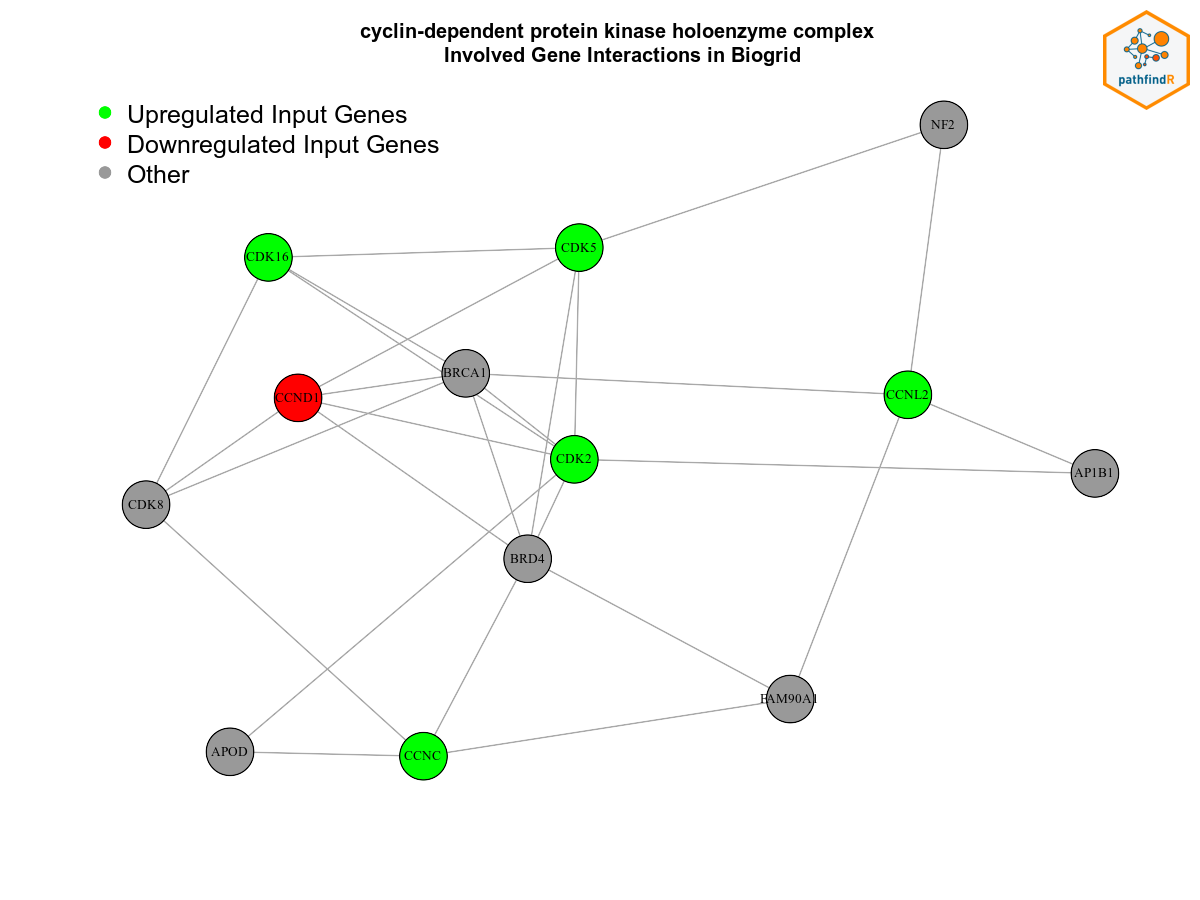 cyclin-dependent protein kinase holoenzyme complex
Involved Gene Interactions in Biogrid
pathfindR
Upregulated Input Genes
Downregulated Input Genes
Other
NF2
CDK16
CDK5
BRCA1
CCND1
CCNL2
CDK2
AP1B1
CDK8
BRD4
FAM90A1
APOD
CCNC